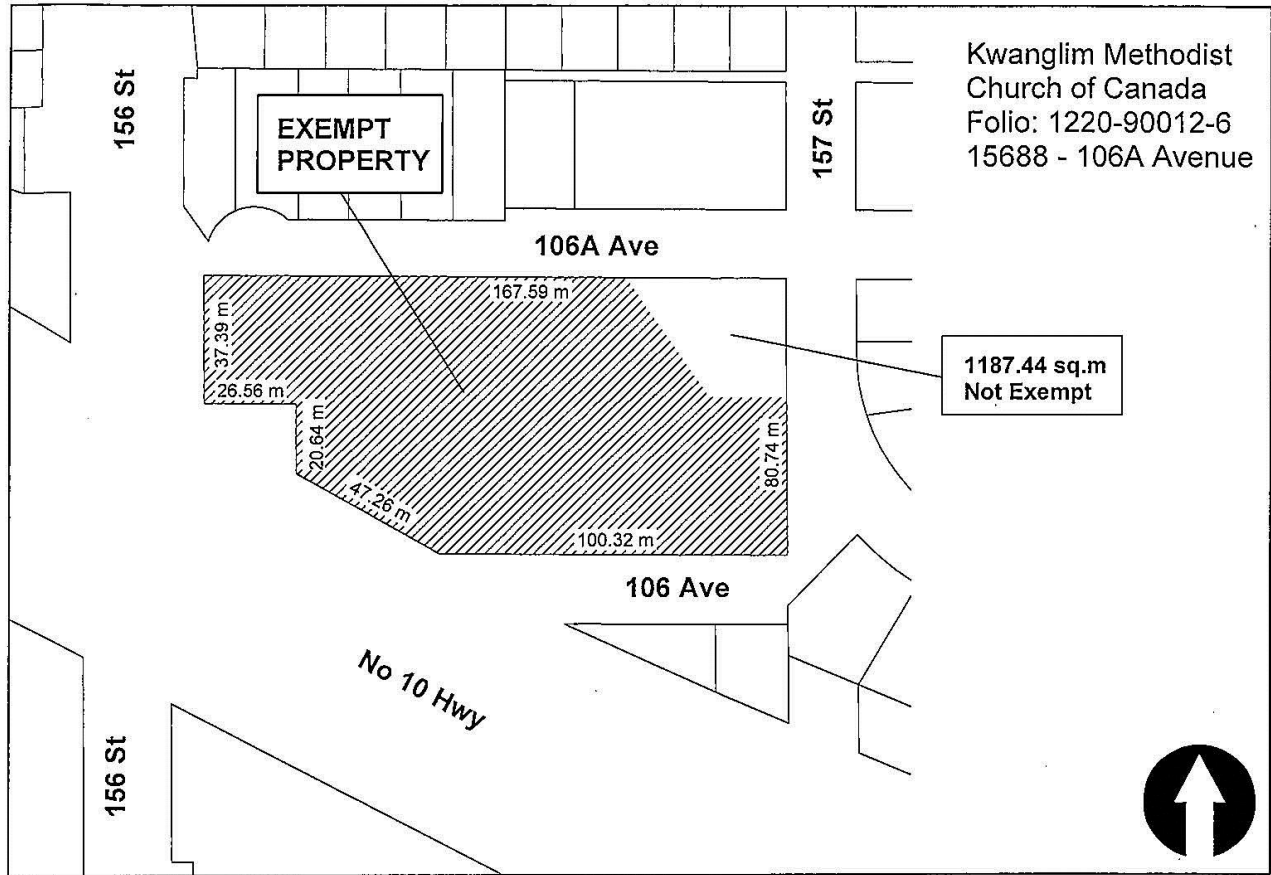 Kwanglim Methodist
Church of Canada
Folio: 1220-90012-6
15688 - 106A Avenue
156 St
157 St
EXEMPT
PROPERTY
106A Ave
167.59 m
37.39 m
26.56 m
20.64 m
47.26 m
100.32 m
80.74 m
1187.44 sq.m
Not Exempt
106 Ave
No 10 Hwy
156 St